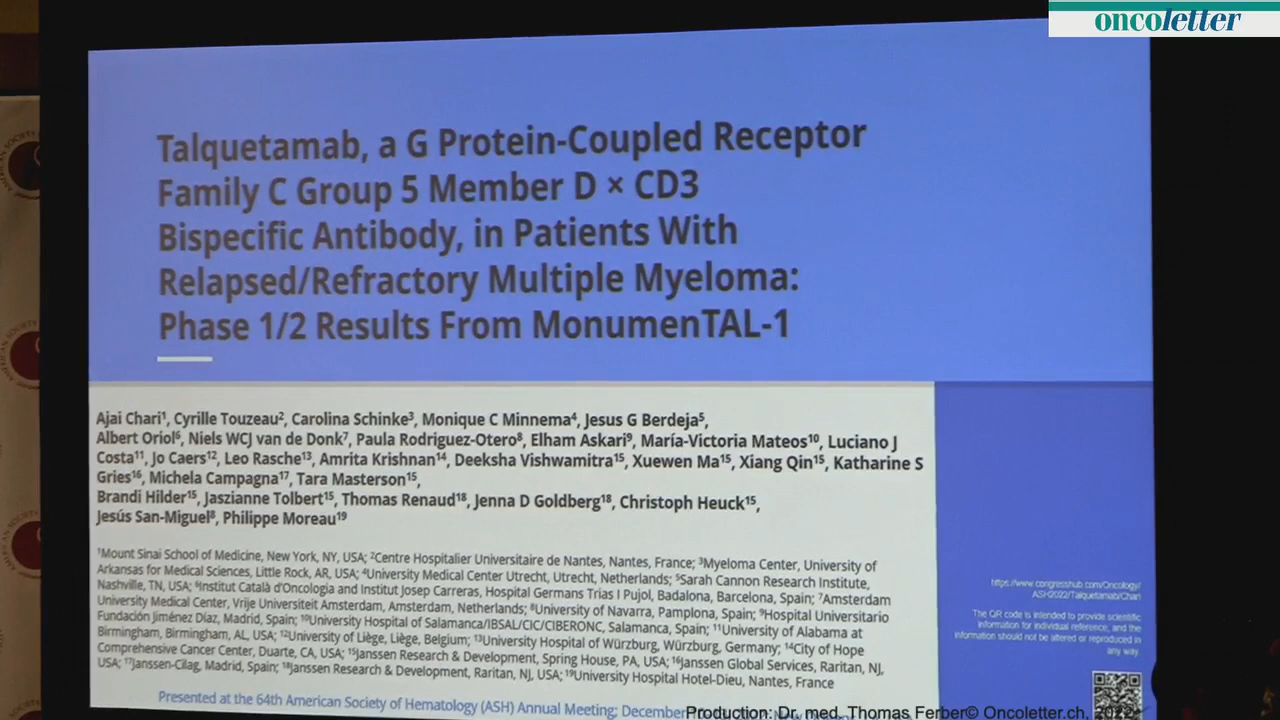 oncoletter
Talquetamab, a G Protein-Coupled Receptor
Family C Group 5 Member D × CD3
Bispecific Antibody, in Patients With
Relapsed/Refractory Multiple Myeloma:
Phase 1/2 Results From MonumenTAL-1
Ajai Chari¹, Cyrille Touzeau², Carolina Schinke³, Monique C Minnema⁴, Jesus G Berdeja⁵,
Albert Oriol⁶, Niels WCJ van de Donk⁷, Paula Rodriguez-Otero⁸, Elham Askari⁹, María-Victoria Mateos¹⁰, Luciano J
Costa¹¹, Jo Caers¹², Leo Rasche¹³, Amrita Krishnan¹⁴, Deeksha Vishwamitra¹⁵, Xuewen Ma¹⁵, Xiang Qin¹⁵, Katharine S
Gries¹⁶, Michela Campagna¹⁷, Tara Masterson¹⁵,
Brandi Hilder¹⁵, Jaszianne Tolbert¹⁵, Thomas Renaud¹⁸, Jenna D Goldberg¹⁸, Christoph Heuck¹⁵,
Jesús San-Miguel⁸, Philippe Moreau¹⁹
¹Mount Sinai School of Medicine, New York, NY, USA; ²Centre Hospitalier Universitaire de Nantes, Nantes, France; ³Myeloma Center, University of
Arkansas for Medical Sciences, Little Rock, AR, USA; ⁴University Medical Center Utrecht, Utrecht, Netherlands; ⁵Sarah Cannon Research Institute,
Nashville, TN, USA; ⁶Institut Català d'Oncologia and Institut Josep Carreras, Hospital Germans Trias I Pujol, Badalona, Barcelona, Spain; ⁷Amsterdam
University Medical Center, Vrije Universiteit Amsterdam, Amsterdam, Netherlands; ⁸University of Navarra, Pamplona, Spain; ⁹Hospital Universitario
Fundación Jiménez Díaz, Madrid, Spain; ¹⁰University Hospital of Salamanca/IBSAL/CIC/CIBERONC, Salamanca, Spain; ¹¹University of Alabama at
Birmingham, Birmingham, AL, USA; ¹²University of Liège, Liège, Belgium; ¹³University Hospital of Würzburg, Würzburg, Germany; ¹⁴City of Hope
Comprehensive Cancer Center, Duarte, CA, USA; ¹⁵Janssen Research & Development, Spring House, PA, USA; ¹⁶Janssen Global Services, Raritan, NJ,
USA; ¹⁷Janssen-Cilag, Madrid, Spain; ¹⁸Janssen Research & Development, Raritan, NJ, USA; ¹⁹University Hospital Hotel-Dieu, Nantes, France
https://www.congresshub.com/Oncology/
ASH2022/Talquetamab/Chari
The QR code is intended to provide scientific
information for individual reference, and the
information should not be altered or reproduced in
any way.
Presented at the 64th American Society of Hematology (ASH) Annual Meeting; December
Production: Dr. med. Thomas Ferber© Oncoletter.ch, 2022